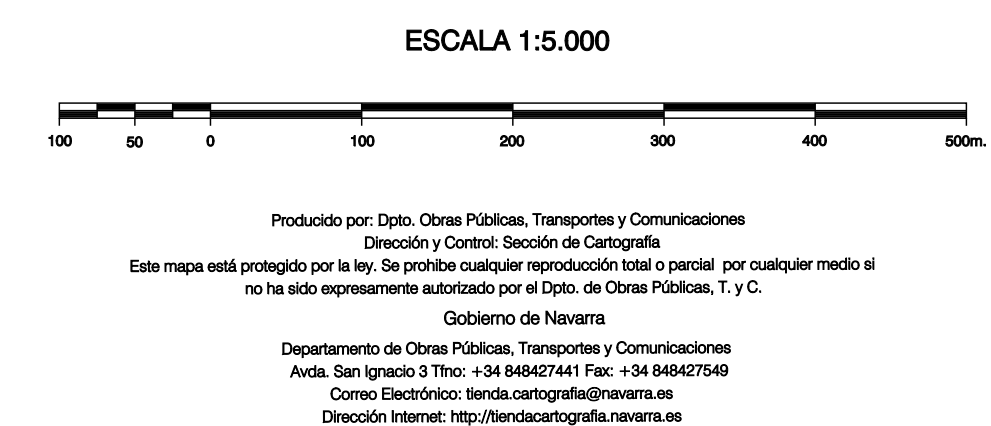 ESCALA 1:5.000
100 50 0 100 200 300 400 500m.
Producido por: Dpto. Obras Públicas, Transportes y Comunicaciones
Dirección y Control: Sección de Cartografía
Este mapa está protegido por la ley. Se prohibe cualquier reproducción total o parcial por cualquier medio si
no ha sido expresamente autorizado por el Dpto. de Obras Públicas, T. y C.
Gobierno de Navarra
Departamento de Obras Públicas, Transportes y Comunicaciones
Avda. San Ignacio 3 Tfno: +34 848427441 Fax: +34 848427549
Correo Electrónico: tienda.cartografia@navarra.es
Dirección Internet: http://tiendacartografia.navarra.es